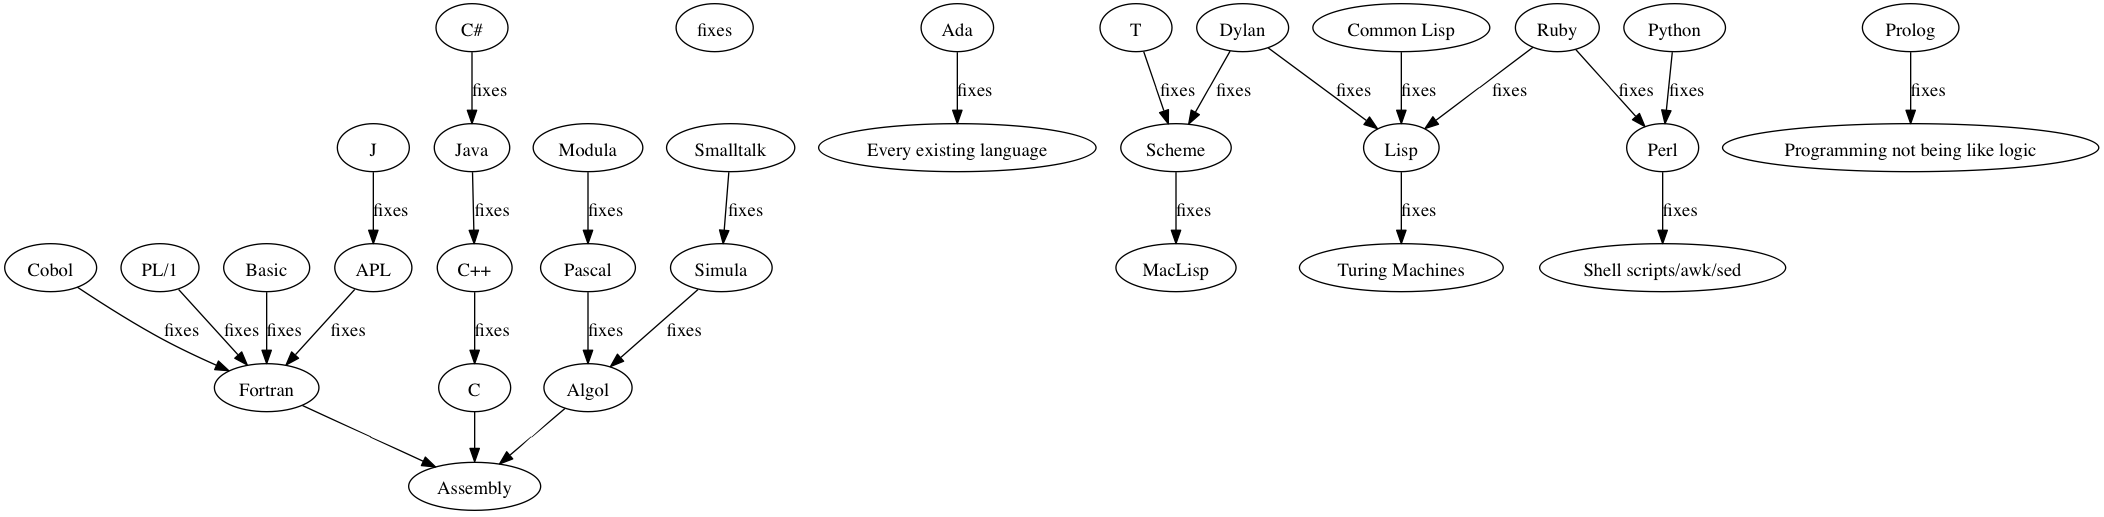 C#
fixes
Ada
T
Dylan
Common Lisp
Ruby
Python
Prolog
fixes
fixes
fixes
fixes
fixes
fixes
fixes
fixes
fixes
fixes
J
Java
Modula
Smalltalk
Every existing language
Scheme
Lisp
Perl
Programming not being like logic
fixes
fixes
fixes
fixes
fixes
fixes
fixes
Cobol
PL/1
Basic
APL
C++
Pascal
Simula
MacLisp
Turing Machines
Shell scripts/awk/sed
fixes
fixes
fixes
fixes
fixes
fixes
fixes
Fortran
C
Algol
Assembly